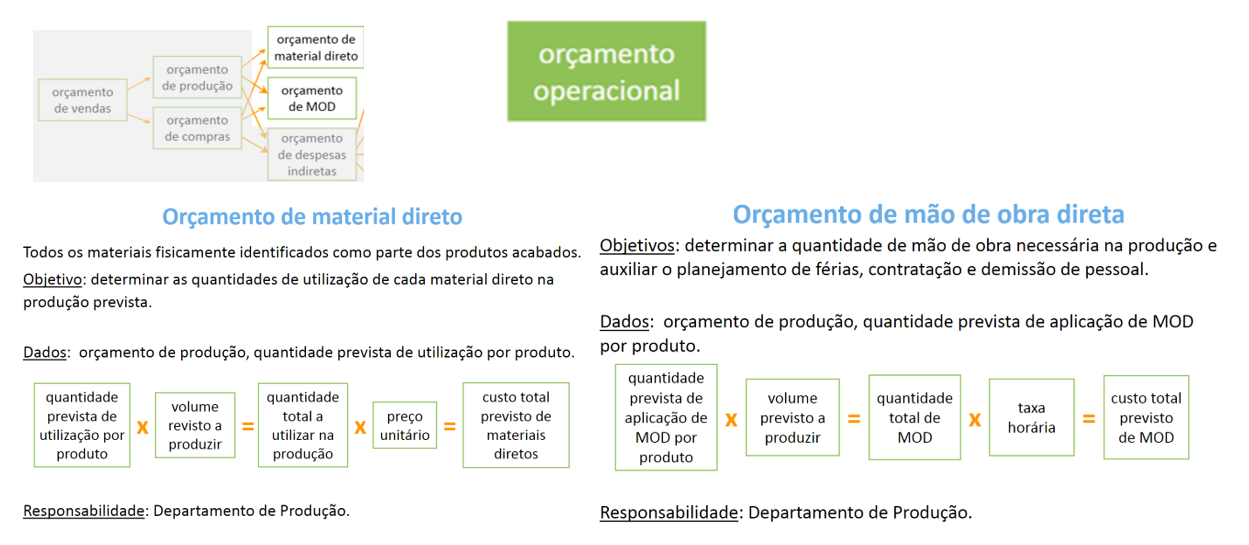 orçamento
de vendas
orçamento
de produção
orçamento
de compras
orçamento de
material direto
orçamento
de MOD
orçamento
de despesas
indiretas
orçamento
operacional
Orçamento de material direto
Todos os materiais fisicamente identificados como parte dos produtos acabados.
Objetivo: determinar as quantidades de utilização de cada material direto na
produção prevista.
Dados: orçamento de produção, quantidade prevista de utilização por produto.
quantidade
prevista de
utilização por
produto
x
volume
revisto a
produzir
=
quantidade
total a
utilizar na
produção
x
preço
unitário
=
custo total
previsto de
materiais
diretos
Responsabilidade: Departamento de Produção.
Orçamento de mão de obra direta
Objetivos: determinar a quantidade de mão de obra necessária na produção e
auxiliar o planejamento de férias, contratação e demissão de pessoal.
Dados: orçamento de produção, quantidade prevista de aplicação de MOD
por produto.
quantidade
prevista de
aplicação de
MOD por
produto
x
volume
previsto a
produzir
=
quantidade
total de
MOD
x
taxa
horária
=
custo total
previsto
de MOD
Responsabilidade: Departamento de Produção.